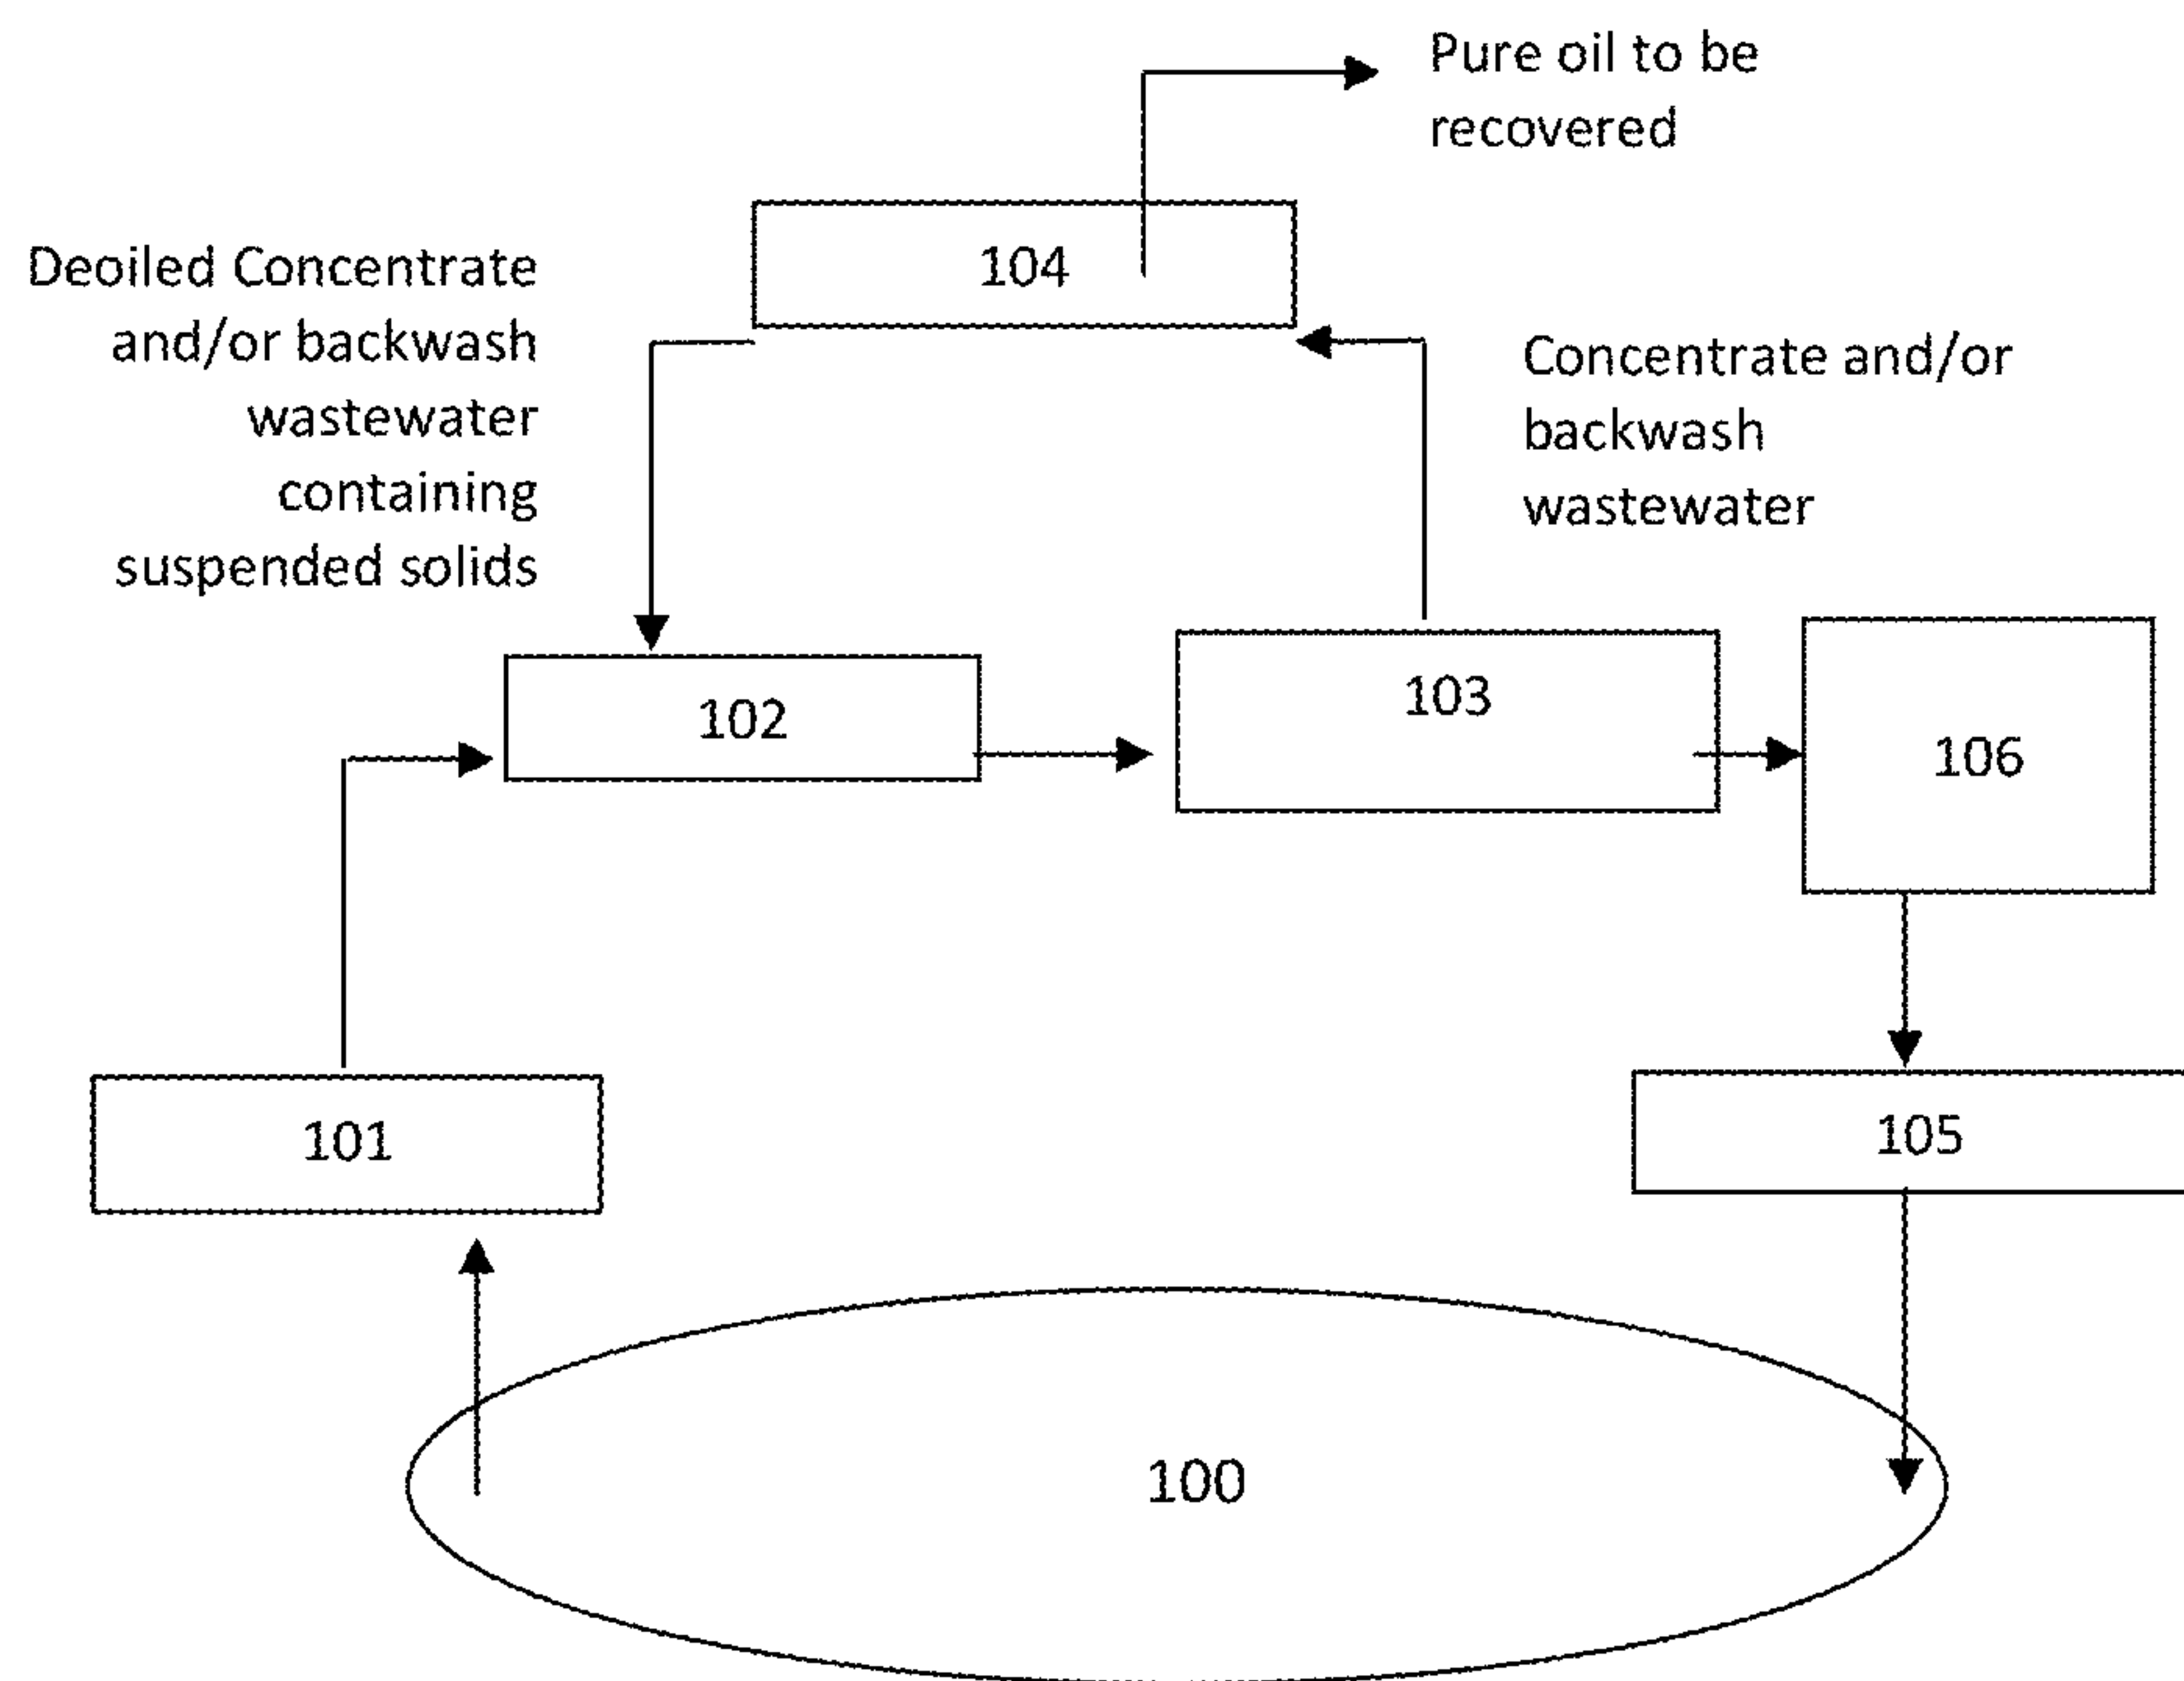 Pure oil to be
recovered
104
Deoiled Concentrate
and/or backwash
wastewater
containing
suspended solids
Concentrate and/or
backwash
wastewater
102
103
106
101
105
100